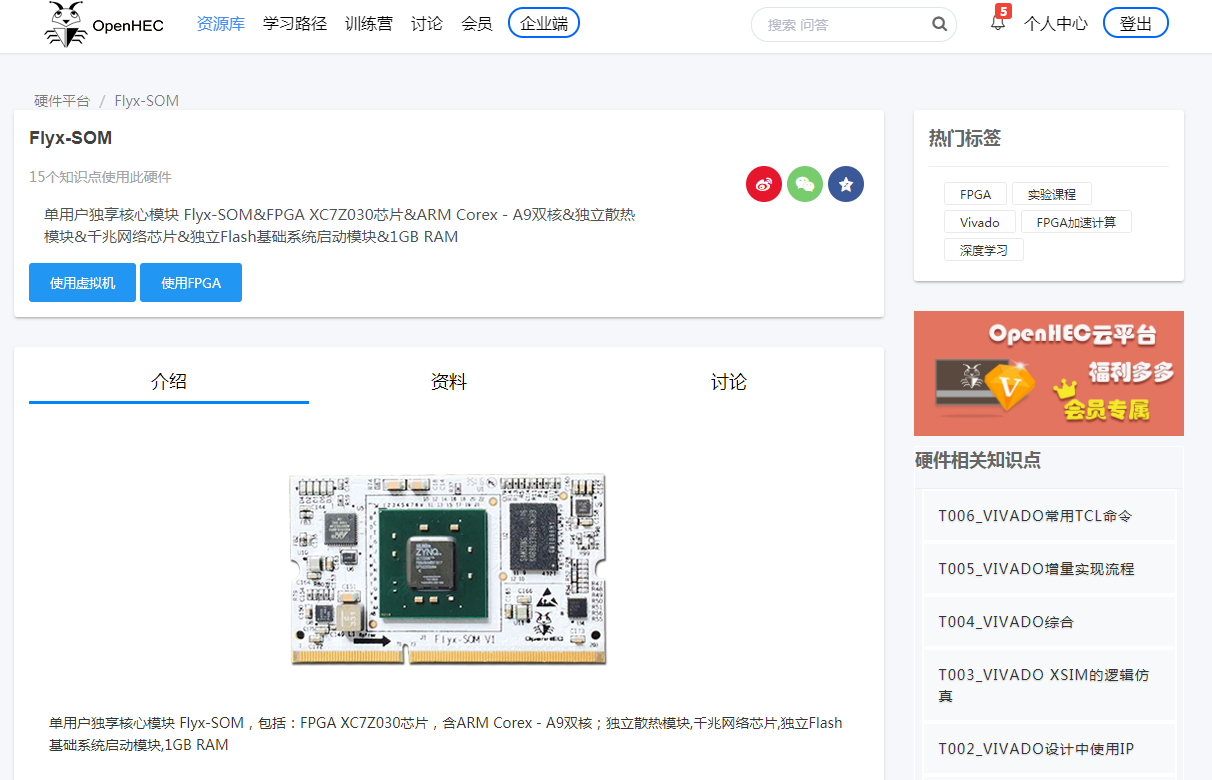 OpenHEC
资源库
学习路径
训练营
讨论
会员
企业端
搜索 问答
5
个人中心
登出
硬件平台 / Flyx-SOM
Flyx-SOM
15个知识点使用此硬件
单用户独享核心模块 Flyx-SOM&FPGA XC7Z030芯片&ARM Corex - A9双核&独立散热
模块&千兆网络芯片&独立Flash基础系统启动模块&1GB RAM
使用虚拟机
使用FPGA
介绍
资料
讨论
ZYNQ
Flyx-SOM V1
OpenHEC
单用户独享核心模块 Flyx-SOM，包括：FPGA XC7Z030芯片，含ARM Corex - A9双核；独立散热模块,千兆网络芯片,独立Flash
基础系统启动模块,1GB RAM
热门标签
FPGA
实验课程
Vivado
FPGA加速计算
深度学习
OpenHEC云平台
V
福利多多
会员专属
硬件相关知识点
T006_VIVADO常用TCL命令
T005_VIVADO增量实现流程
T004_VIVADO综合
T003_VIVADO XSIM的逻辑仿
真
T002_VIVADO设计中使用IP